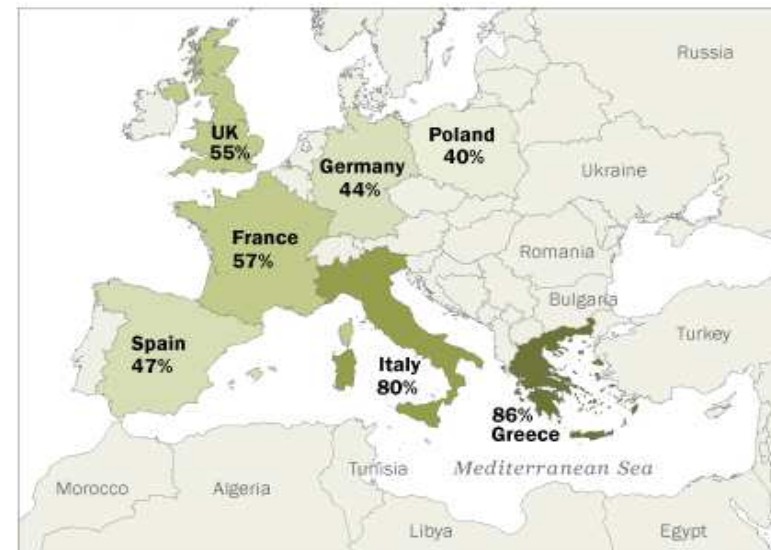 Russia
UK
55%
Poland
40%
Germany
44%
Ukraine
France
57%
Romania
Bulgaria
Spain
47%
Turkey
Italy
80%
86%
Greece
Tunisia
Mediterranean Sea
Morocco
Algeria
Libya
Egypt